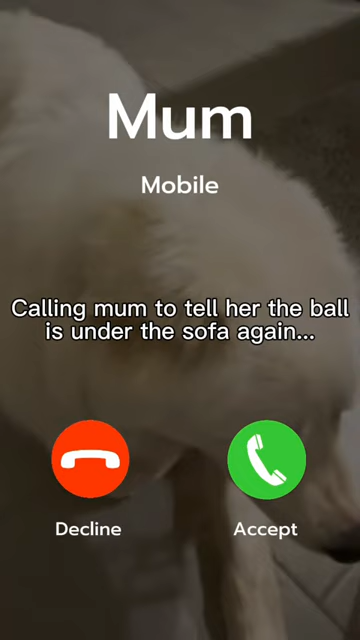 Mum
Mobile
Calling mum to tell her the ball
is under the sofa again...
Decline
Accept